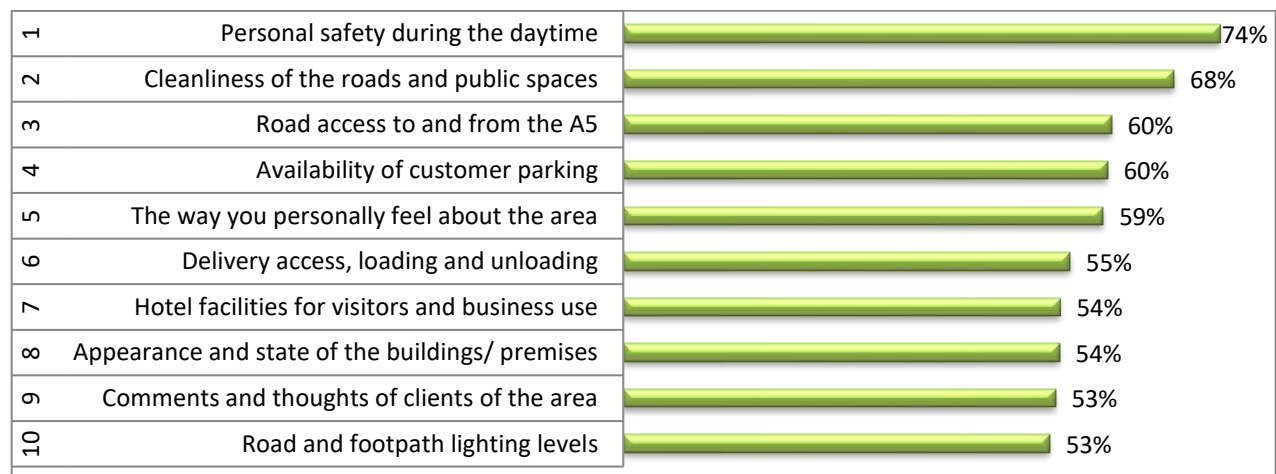 1 Personal safety during the daytime 74%
2 Cleanliness of the roads and public spaces 68%
3 Road access to and from the A5 60%
4 Availability of customer parking 60%
5 The way you personally feel about the area 59%
6 Delivery access, loading and unloading 55%
7 Hotel facilities for visitors and business use 54%
8 Appearance and state of the buildings/ premises 54%
9 Comments and thoughts of clients of the area 53%
10 Road and footpath lighting levels 53%